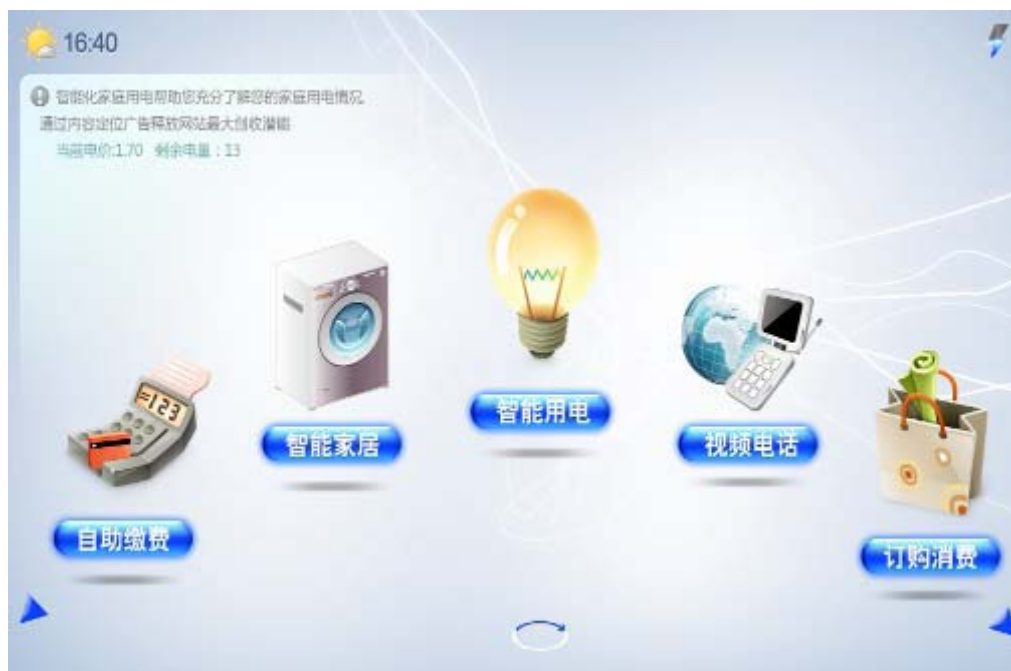 16:40
智能化家庭用电帮助您充分了解您的家庭用电情况
通过内容定位广告释放网站最大创收潜能
当前电价:1.70 剩余电量：13
=123
智能用电
智能家居
视频电话
自助缴费
订购消费